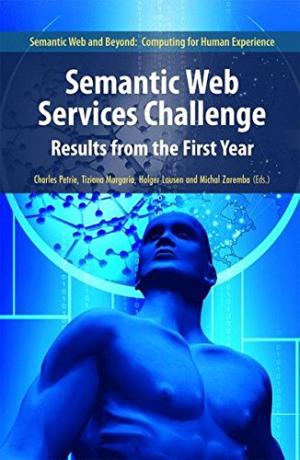 Semantic Web and Beyond: Computing for Human Experience
Semantic Web
Services Challenge
Results from the First Year
Charles Petrie, Tiziana Margaria, Holger Lausen and Michal Zaremba (Eds.)